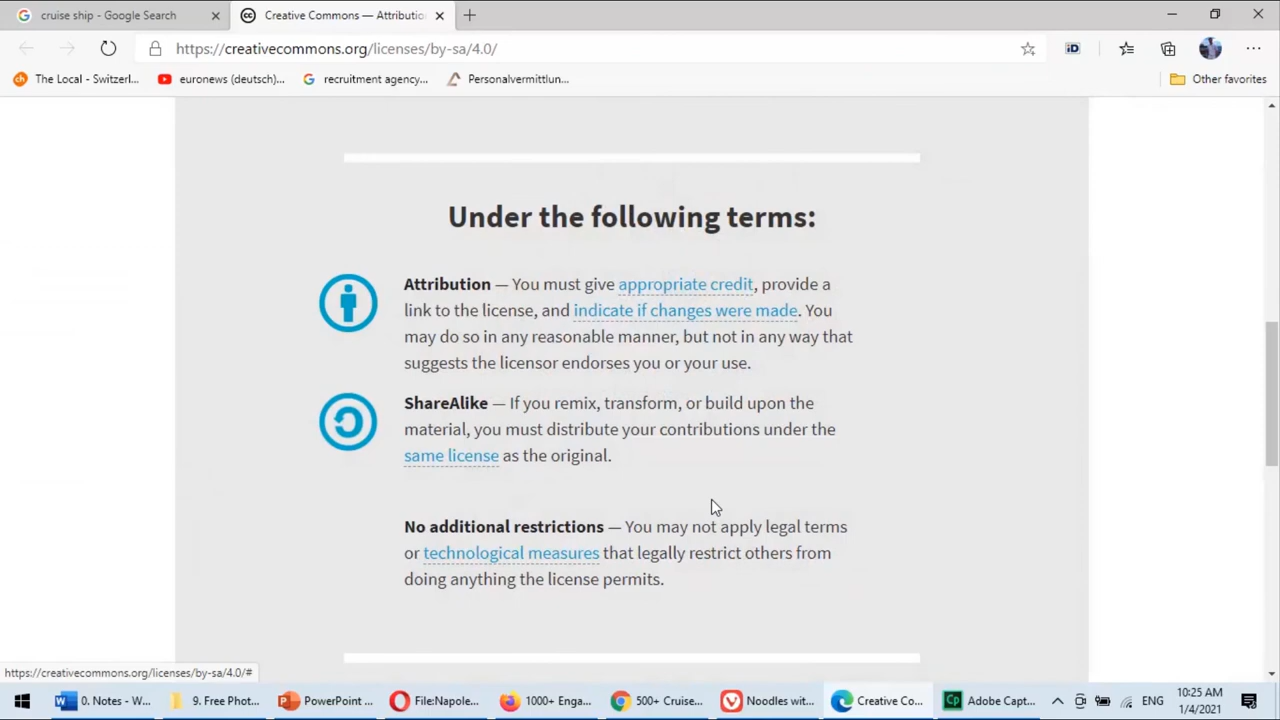 cruise ship - Google Search
Creative Commons — Attributio
https://creativecommons.org/licenses/by-sa/4.0/
The Local - Switzerl...
euronews (deutsch)...
recruitment agency...
Personalvermittlun...
Other favorites
Under the following terms:
Attribution — You must give appropriate credit, provide a
link to the license, and indicate if changes were made. You
may do so in any reasonable manner, but not in any way that
suggests the licensor endorses you or your use.
ShareAlike — If you remix, transform, or build upon the
material, you must distribute your contributions under the
same license as the original.
No additional restrictions — You may not apply legal terms
or technological measures that legally restrict others from
doing anything the license permits.
https://creativecommons.org/licenses/by-sa/4.0/#
0. Notes - W...
9. Free Phot...
PowerPoint ...
File:Napole...
1000+ Enga...
500+ Cruise...
Noodles wit...
Creative Co...
Adobe Capt...
ENG
10:25 AM
1/4/2021